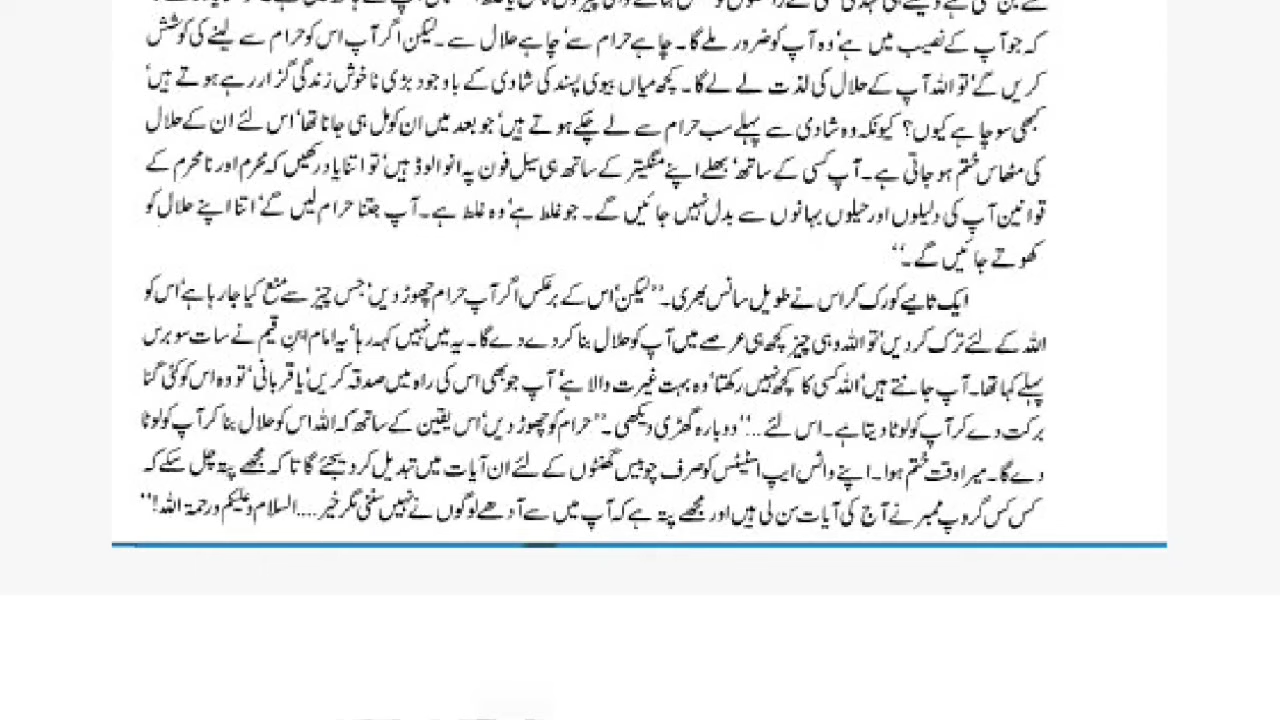 کہ جو آپ کے نصیب میں ہے' وہ آپ کو ضرور ملے گا۔ چاہے حرام سے' چاہے حلال سے۔ لیکن اگر آپ اس کو حرام سے لینے کی کوشش
کریں گے' تو اللہ آپ کے حلال کی لذت لے لے گا۔ کچھ میاں بیوی پسند کی شادی کے باوجود بڑی ناخوش زندگی گزار رہے ہوتے ہیں'
کبھی سوچا ہے کیوں؟ کیونکہ وہ شادی سے پہلے سب حرام سے لے چکے ہوتے ہیں' جو بعد میں ان کو مل ہی جانا تھا' اس لئے ان کے حلال
کی مٹھاس ختم ہو جاتی ہے۔ آپ کسی کے ساتھ' بھلے اپنے منگیتر کے ساتھ ہی سیل فون پہ انوالوڈ ہیں' تو اتنا یاد رکھیں کہ محرم اور نامحرم کے
قوانین آپ کی دلیلوں اور حیلوں بہانوں سے بدل نہیں جائیں گے۔ جو غلط ہے' وہ غلط ہے۔ آپ جتنا حرام لیں گے' اتنا اپنے حلال کو
کھوتے جائیں گے۔“
ایک ثانیے کو رک کر اس نے طویل سانس بھری۔ ”لیکن' اس کے برعکس اگر آپ حرام چھوڑ دیں' جس چیز سے منع کیا جا رہا ہے' اس کو
اللہ کے لئے ترک کر دیں' تو اللہ وہی چیز کچھ ہی عرصے میں آپ کو حلال بنا کر دے دے گا۔ یہ میں نہیں کہہ رہا' یہ امام ابن قیم نے سات سو برس
پہلے کہا تھا۔ آپ جانتے ہیں' اللہ کسی کا کچھ نہیں رکھتا' وہ بہت غیرت والا ہے' آپ جو بھی اس کی راہ میں صدقہ کریں' یا قربانی' تو وہ اس کو کئی گنا
برکت دے کر آپ کو لوٹا دیتا ہے۔ اس لئے...“ دوبارہ گھڑی دیکھی۔ ”حرام کو چھوڑ دیں' اس یقین کے ساتھ کہ اللہ اس کو حلال بنا کر آپ کو لوٹا
دے گا۔ میرا وقت ختم ہوا۔ اپنے واٹس ایپ اسٹیٹس کو صرف چوبیس گھنٹوں کے لئے ان آیات میں تبدیل کر دیجئے گا تا کہ مجھے پتہ چل سکے کہ
کس کس گروپ ممبر نے آج کی آیات سن لی ہیں اور مجھے پتہ ہے کہ آپ میں سے آدھے لوگوں نے نہیں سننی مگر خیر....السلام وعلیکم ورحمۃ اللہ!“